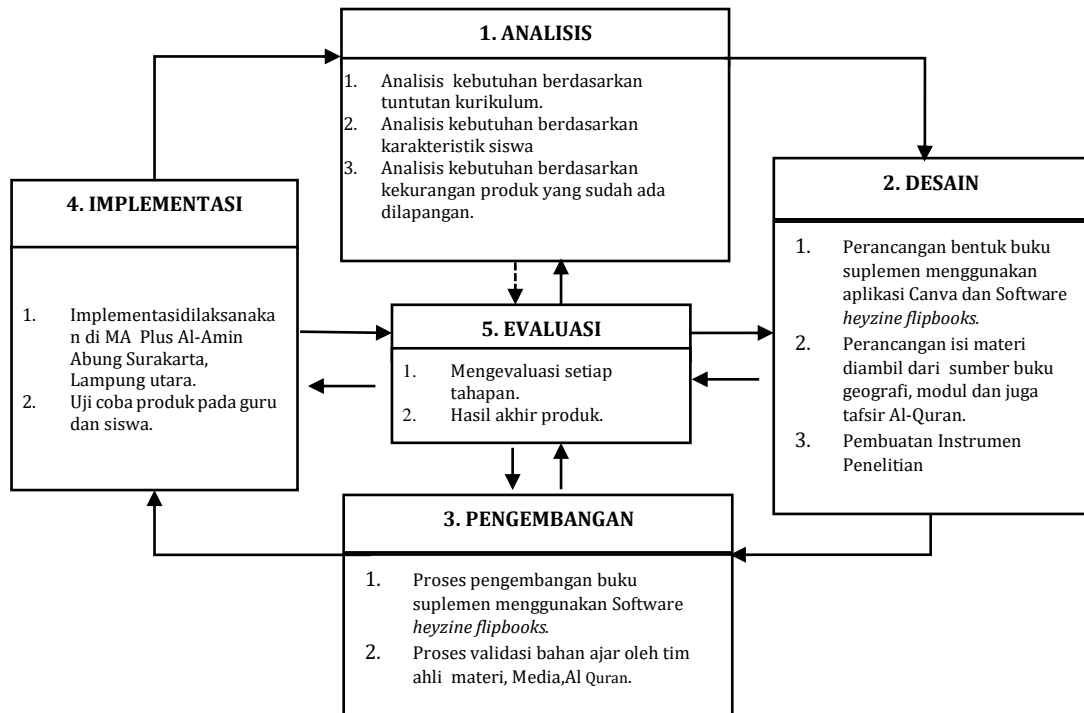 1. ANALISIS
1. Analisis kebutuhan berdasarkan
tuntutan kurikulum.
2. Analisis kebutuhan berdasarkan
karakteristik siswa
3. Analisis kebutuhan berdasarkan
kekurangan produk yang sudah ada
dilapangan.
2. DESAIN
1. Perancangan bentuk buku
suplemen menggunakan
aplikasi Canva dan Software
heyzine flipbooks.
2. Perancangan isi materi
diambil dari sumber buku
geografi, modul dan juga
tafsir Al-Quran.
3. Pembuatan Instrumen
Penelitian
3. PENGEMBANGAN
1. Proses pengembangan buku
suplemen menggunakan Software
heyzine flipbooks.
2. Proses validasi bahan ajar oleh tim
ahli materi, Media,Al Quran.
4. IMPLEMENTASI
1. Implementasidilaksanaka
n di MA Plus Al-Amin
Abung Surakarta,
Lampung utara.
2. Uji coba produk pada guru
dan siswa.
5. EVALUASI
1. Mengevaluasi setiap
tahapan.
2. Hasil akhir produk.